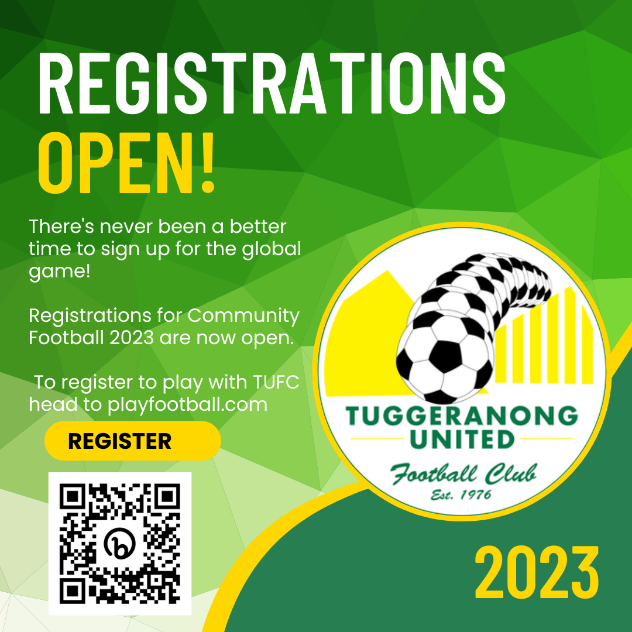 REGISTRATIONS
OPEN!
There's never been a better
time to sign up for the global
game!
Registrations for Community
Football 2023 are now open.
To register to play with TUFC
head to playfootball.com
REGISTER
b
TUGGERANONG
UNITED
Football Club
Est. 1976
2023